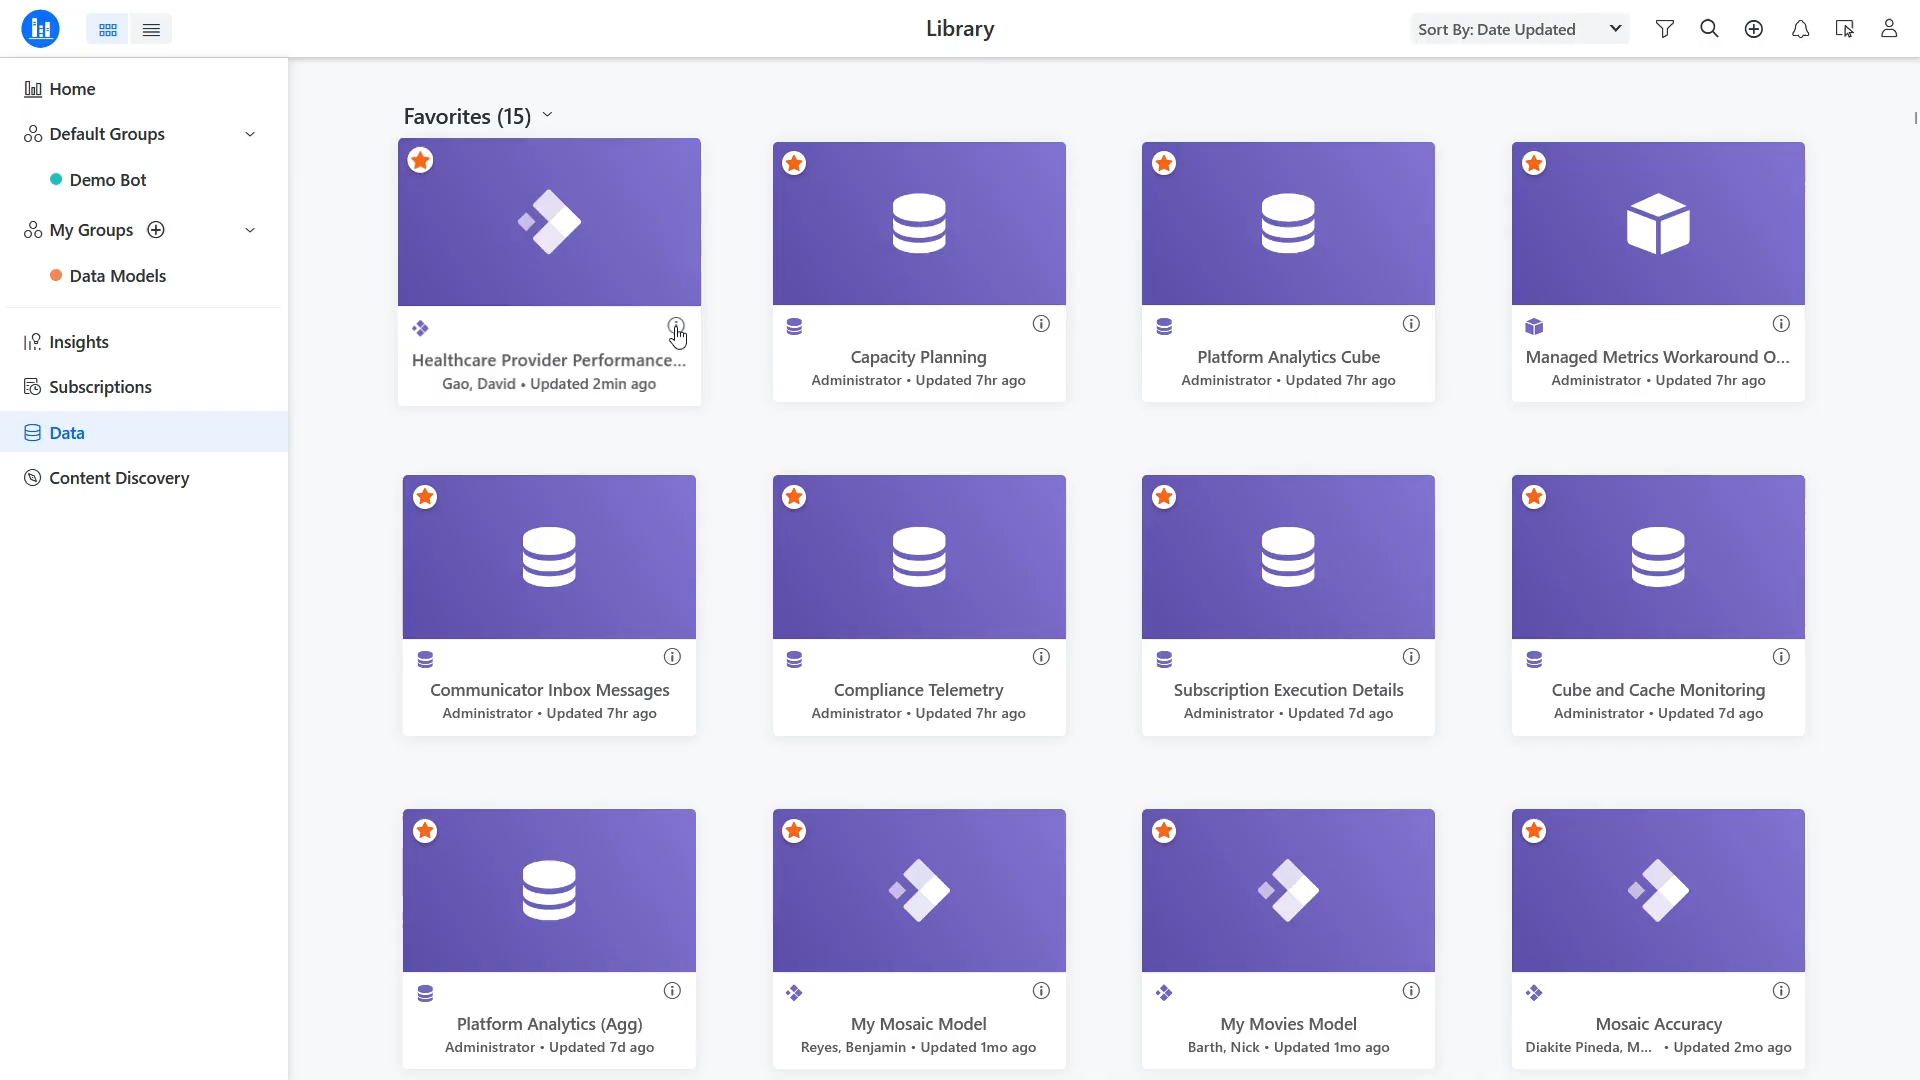 Library
Sort By: Date Updated
Home
Default Groups
Demo Bot
My Groups
Data Models
Insights
Subscriptions
Data
Content Discovery
Favorites (15)
Healthcare Provider Performance...
Gao, David • Updated 2min ago
Capacity Planning
Administrator • Updated 7hr ago
Platform Analytics Cube
Administrator • Updated 7hr ago
Managed Metrics Workaround O...
Administrator • Updated 7hr ago
Communicator Inbox Messages
Administrator • Updated 7hr ago
Compliance Telemetry
Administrator • Updated 7hr ago
Subscription Execution Details
Administrator • Updated 7d ago
Cube and Cache Monitoring
Administrator • Updated 7d ago
Platform Analytics (Agg)
Administrator • Updated 7d ago
My Mosaic Model
Reyes, Benjamin • Updated 1mo ago
My Movies Model
Barth, Nick • Updated 1mo ago
Mosaic Accuracy
Diakite Pineda, M... • Updated 2mo ago